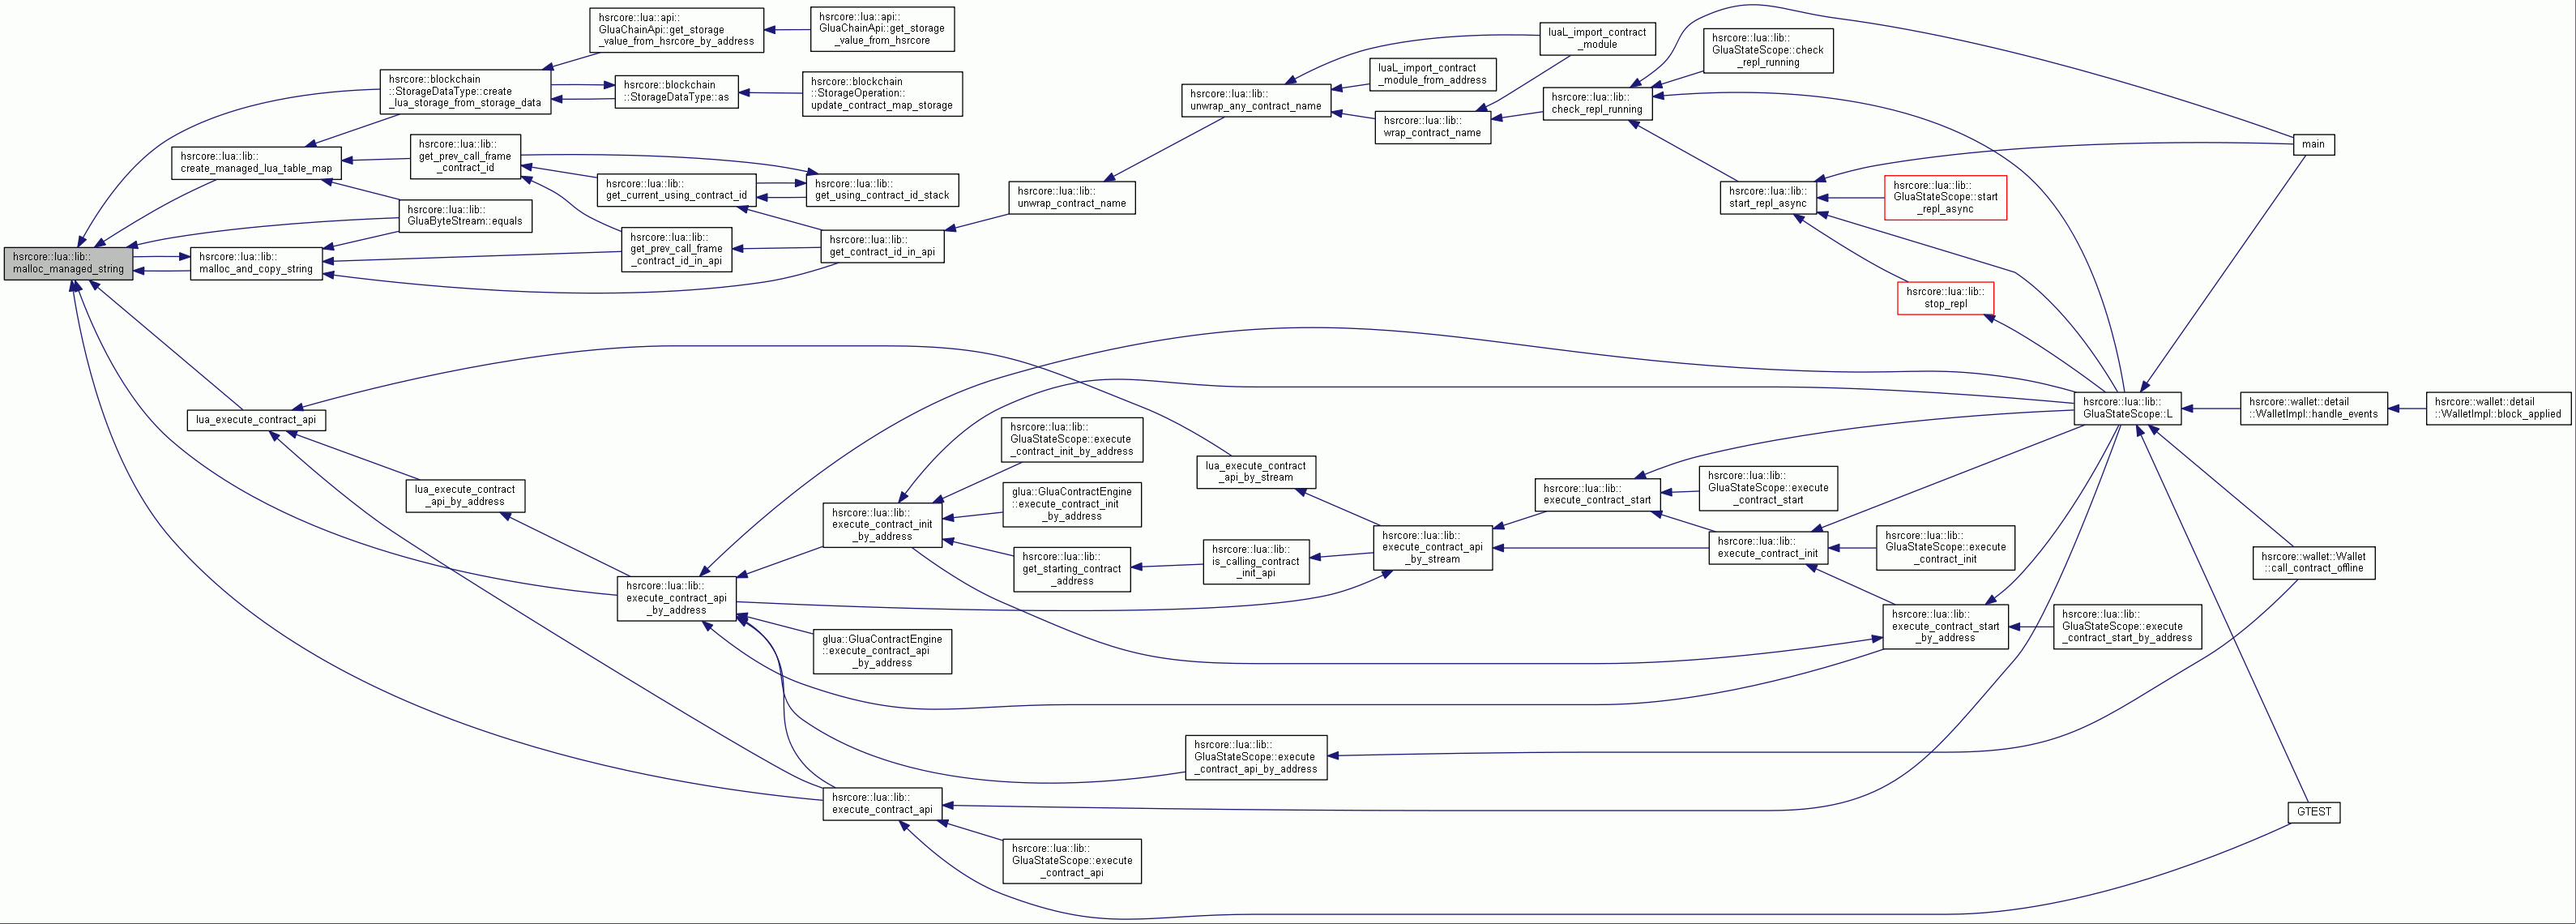 hsrcore::lua::lib::
malloc_managed_string
hsrcore::blockchain
::StorageDataType::create
_lua_storage_from_storage_data
hsrcore::lua::api::
GluaChainApi::get_storage
_value_from_hsrcore_by_address
hsrcore::lua::api::
GluaChainApi::get_storage
_value_from_hsrcore
hsrcore::blockchain
::StorageDataType::as
hsrcore::blockchain
::StorageOperation::
update_contract_map_storage
hsrcore::lua::lib::
create_managed_lua_table_map
hsrcore::lua::lib::
get_prev_call_frame
_contract_id
hsrcore::lua::lib::
GluaByteStream::equals
hsrcore::lua::lib::
malloc_and_copy_string
hsrcore::lua::lib::
get_current_using_contract_id
hsrcore::lua::lib::
get_using_contract_id_stack
hsrcore::lua::lib::
get_prev_call_frame
_contract_id_in_api
hsrcore::lua::lib::
get_contract_id_in_api
hsrcore::lua::lib::
unwrap_contract_name
hsrcore::lua::lib::
unwrap_any_contract_name
luaL_import_contract
_module
luaL_import_contract
_module_from_address
hsrcore::lua::lib::
wrap_contract_name
hsrcore::lua::lib::
check_repl_running
hsrcore::lua::lib::
GluaStateScope::check
_repl_running
hsrcore::lua::lib::
start_repl_async
hsrcore::lua::lib::
GluaStateScope::start
_repl_async
hsrcore::lua::lib::
stop_repl
main
lua_execute_contract_api
lua_execute_contract
_api_by_address
hsrcore::lua::lib::
execute_contract_api
_by_address
hsrcore::lua::lib::
execute_contract_init
_by_address
hsrcore::lua::lib::
GluaStateScope::execute
_contract_init_by_address
glua::GluaContractEngine
::execute_contract_init
_by_address
hsrcore::lua::lib::
get_starting_contract
_address
glua::GluaContractEngine
::execute_contract_api
_by_address
lua_execute_contract
_api_by_stream
hsrcore::lua::lib::
is_calling_contract
_init_api
hsrcore::lua::lib::
execute_contract_api
_by_stream
hsrcore::lua::lib::
execute_contract_start
hsrcore::lua::lib::
GluaStateScope::execute
_contract_start
hsrcore::lua::lib::
execute_contract_init
hsrcore::lua::lib::
GluaStateScope::execute
_contract_init
hsrcore::lua::lib::
execute_contract_start
_by_address
hsrcore::lua::lib::
GluaStateScope::execute
_contract_start_by_address
hsrcore::lua::lib::
GluaStateScope::L
hsrcore::wallet::detail
::WalletImpl::handle_events
hsrcore::wallet::detail
::WalletImpl::block_applied
hsrcore::wallet::Wallet
::call_contract_offline
hsrcore::lua::lib::
GluaStateScope::execute
_contract_api_by_address
hsrcore::lua::lib::
execute_contract_api
hsrcore::lua::lib::
GluaStateScope::execute
_contract_api
GTEST